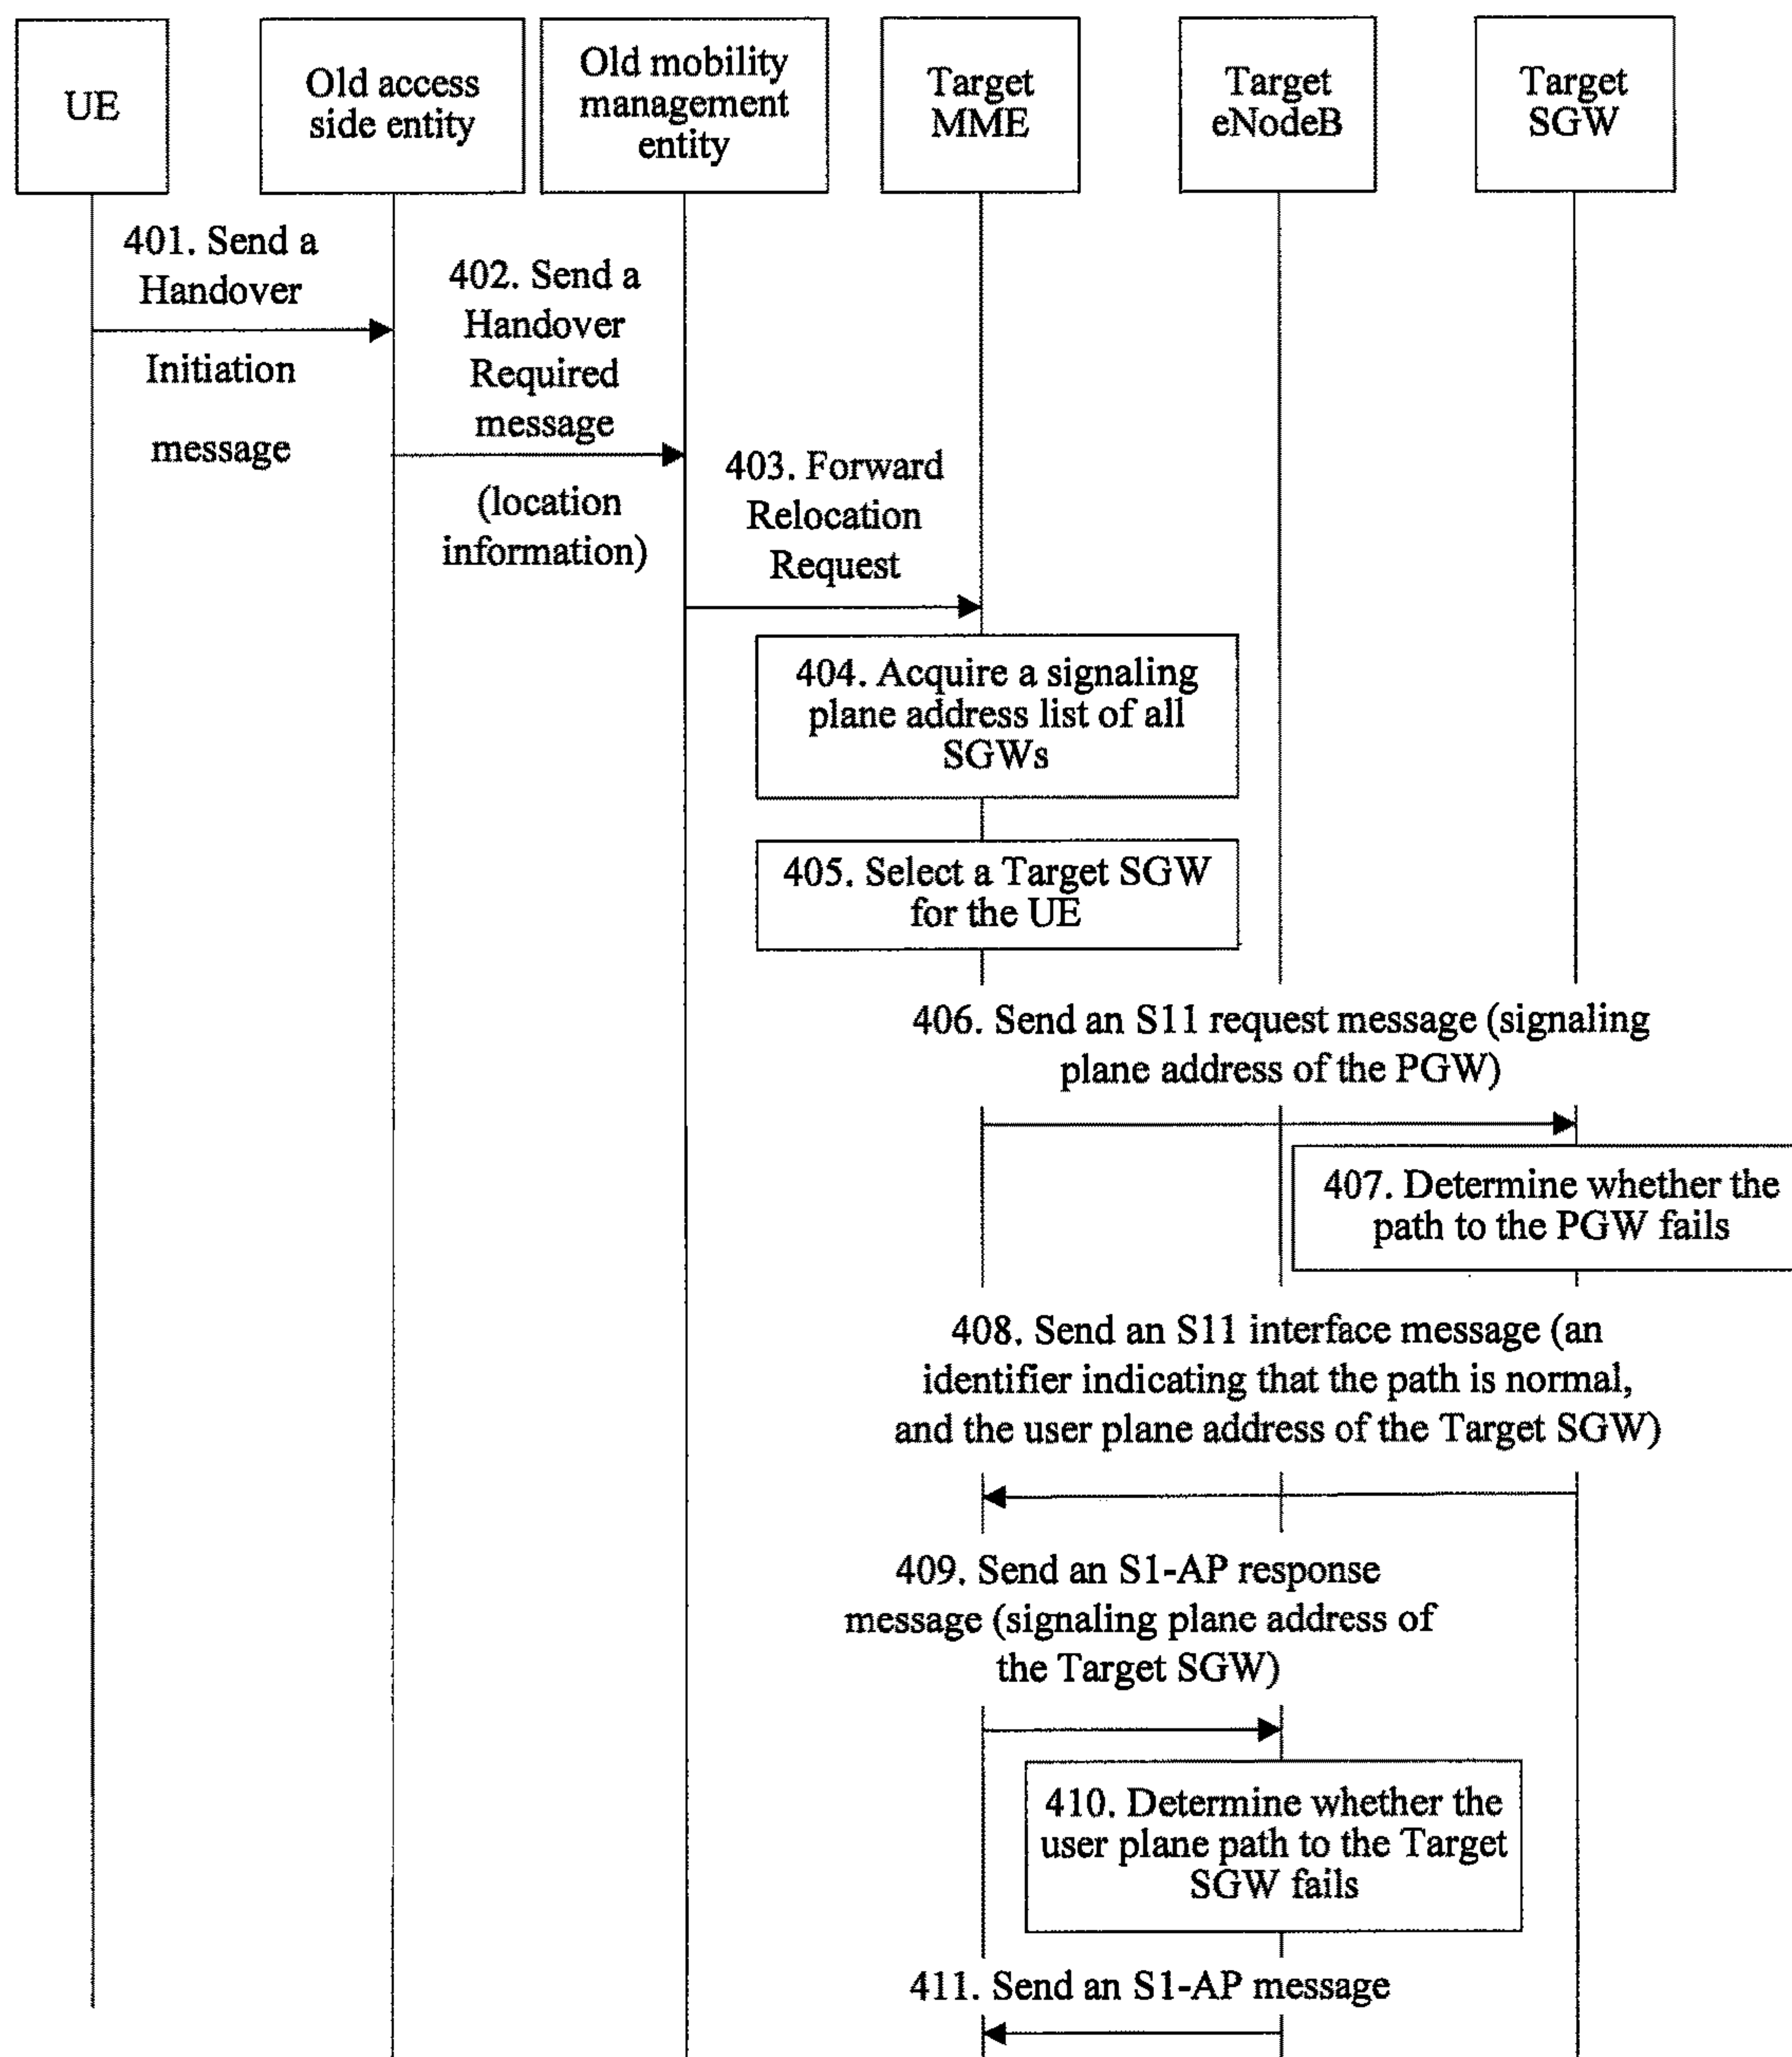 UE
Old access
side entity
Old mobility
management
entity
Target
MME
Target
eNodeB
Target
SGW
401. Send a
Handover
Initiation
message
402. Send a
Handover
Required
message
(location
information)
403. Forward
Relocation
Request
404. Acquire a signaling
plane address list of all
SGWs
405. Select a Target SGW
for the UE
406. Send an S11 request message (signaling
plane address of the PGW)
407. Determine whether the
path to the PGW fails
408. Send an S11 interface message (an
identifier indicating that the path is normal,
and the user plane address of the Target SGW)
409. Send an S1-AP response
message (signaling plane address of
the Target SGW)
410. Determine whether the
user plane path to the Target
SGW fails
411. Send an S1-AP message